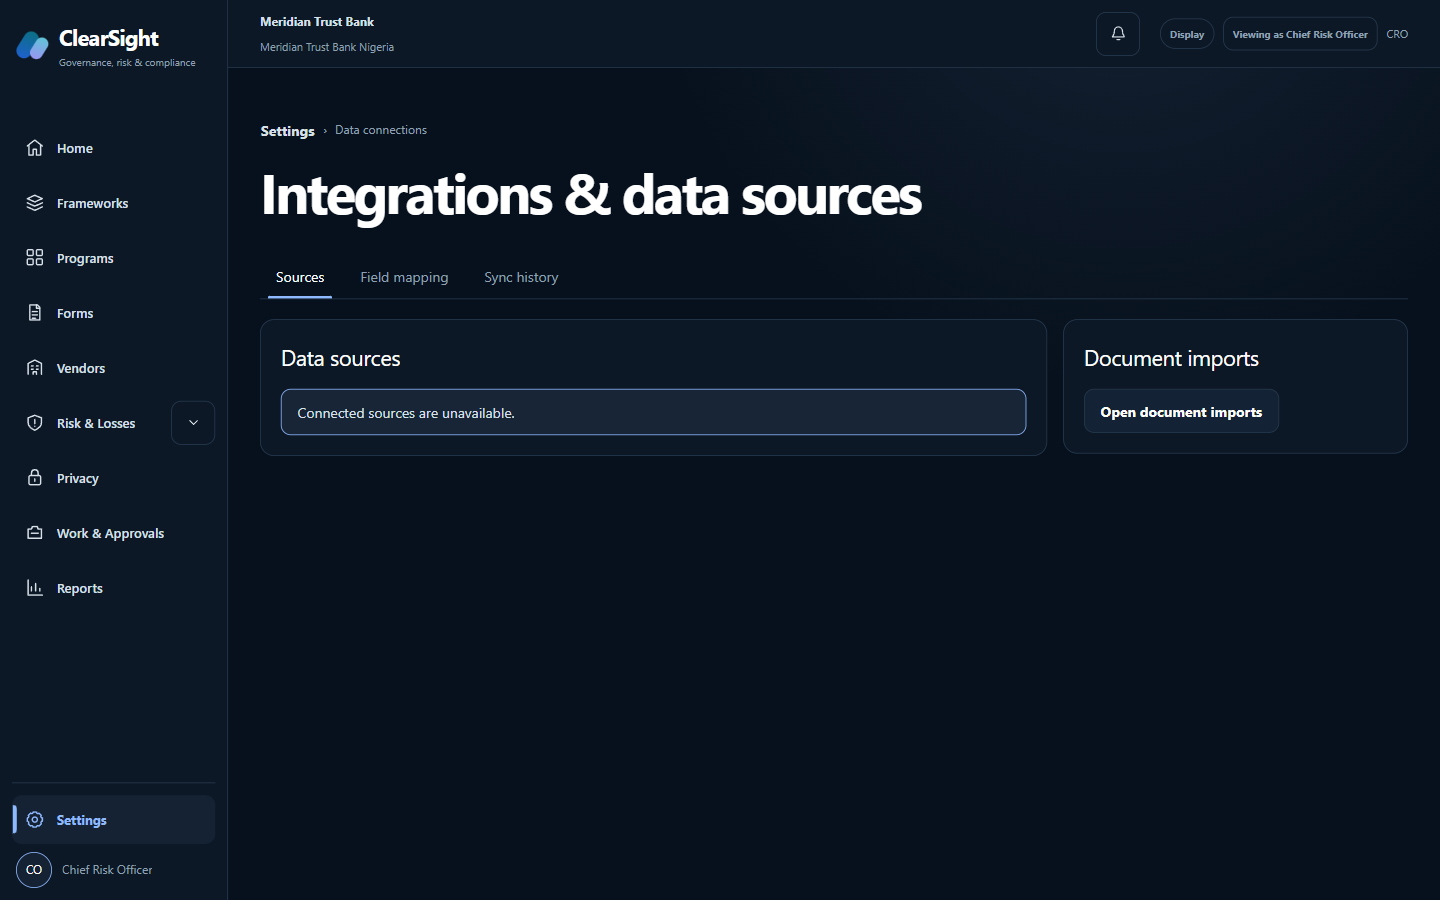 ClearSight
Governance, risk & compliance
Home
Frameworks
Programs
Forms
Vendors
Risk & Losses
Privacy
Work & Approvals
Reports
Settings
CO
Chief Risk Officer
Meridian Trust Bank
Meridian Trust Bank Nigeria
Display
Viewing as Chief Risk Officer
CRO
Settings › Data connections
Integrations & data sources
Sources
Field mapping
Sync history
Data sources
Connected sources are unavailable.
Document imports
Open document imports